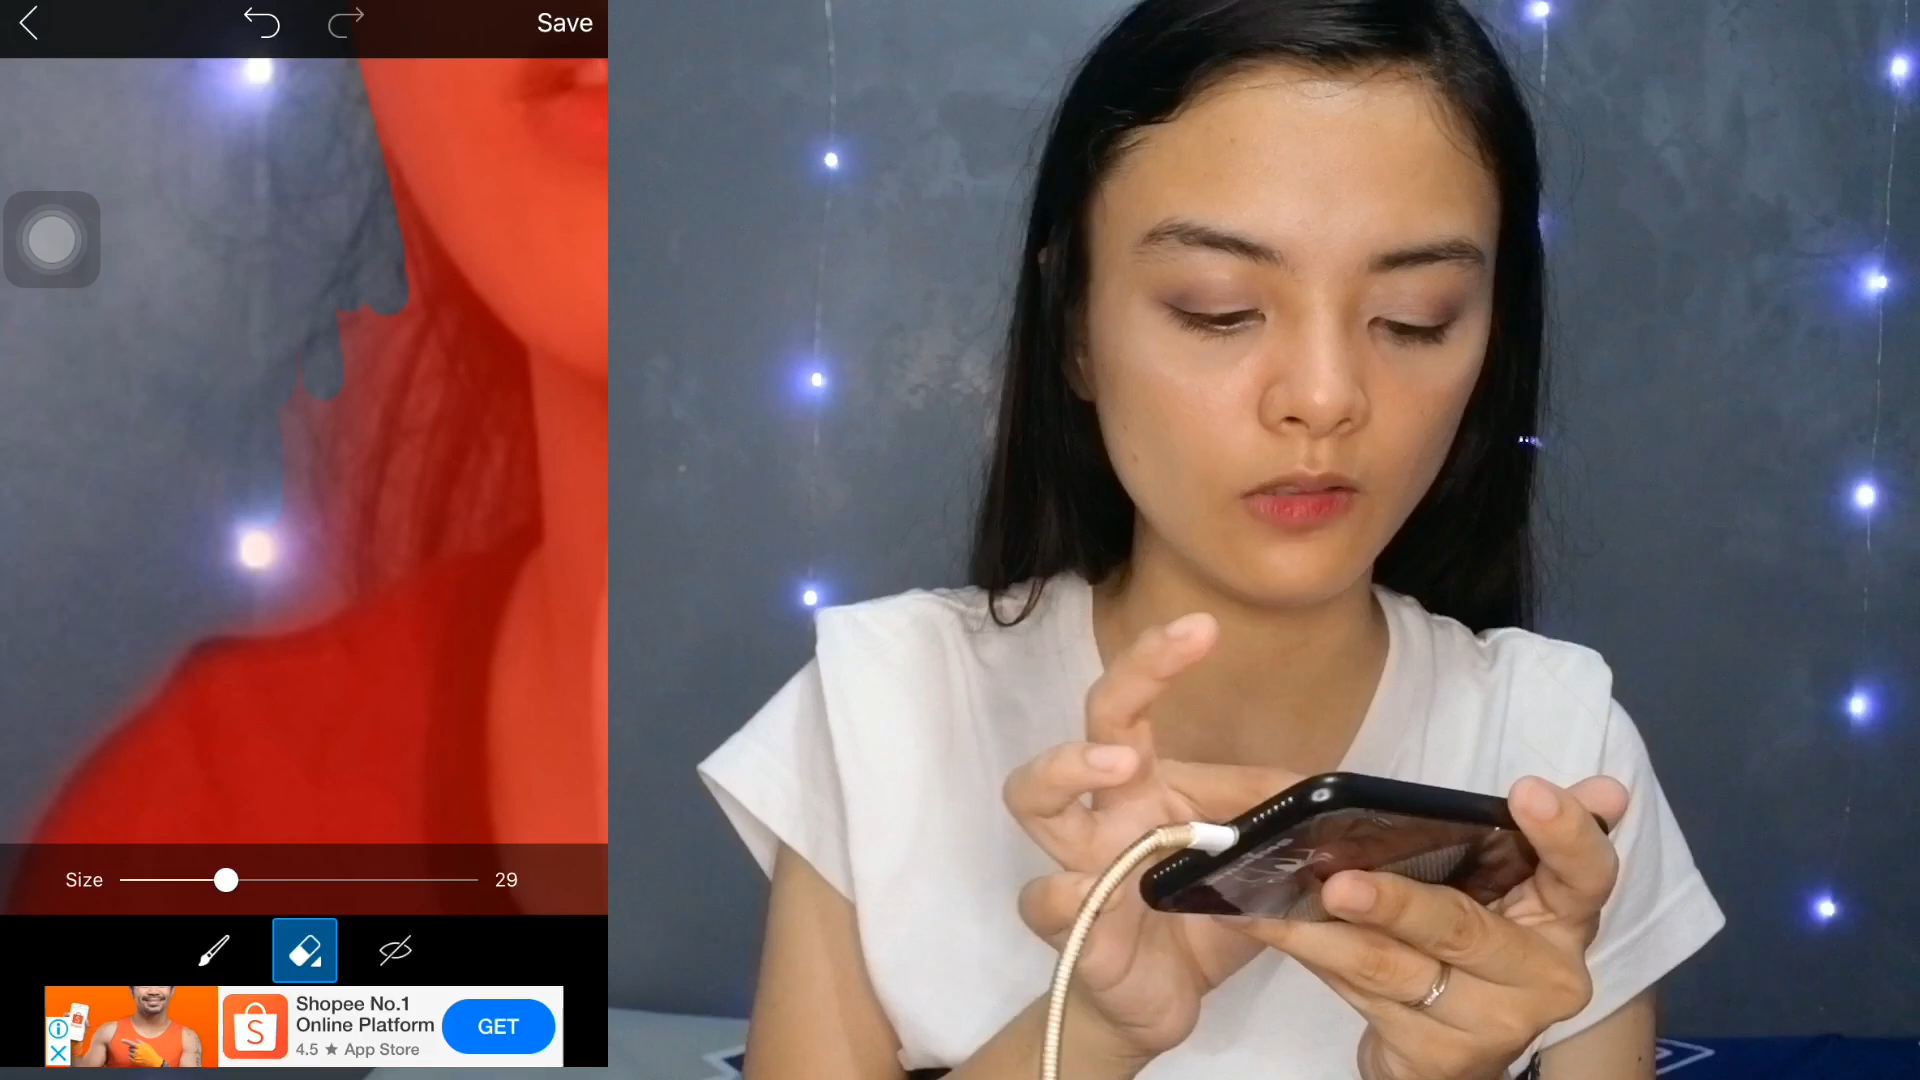 Save
Size 29
Shopee No.1
Online Platform
4.5 ★ App Store
GET